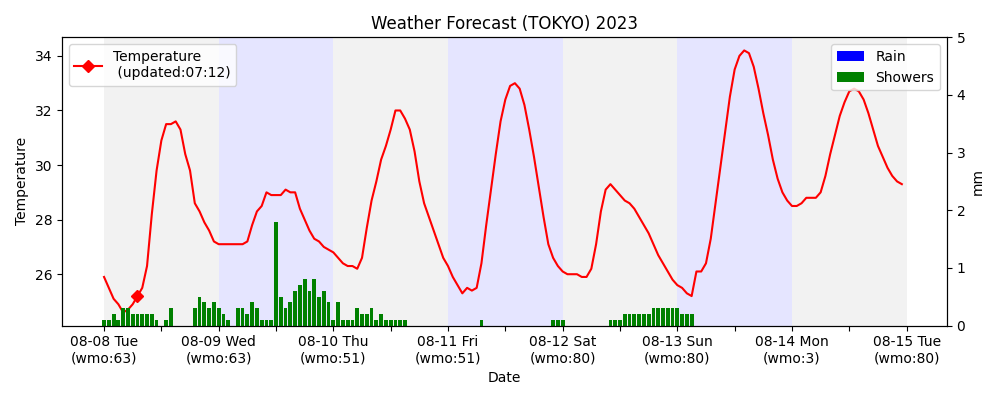 Weather Forecast (TOKYO) 2023
Temperature
(updated:07:12)
Rain
Showers
34
32
30
28
26
Temperature
5
4
3
2
1
0
mm
08-08 Tue
(wmo:63)
08-09 Wed
(wmo:63)
08-10 Thu
(wmo:51)
08-11 Fri
(wmo:51)
08-12 Sat
(wmo:80)
08-13 Sun
(wmo:80)
08-14 Mon
(wmo:3)
08-15 Tue
(wmo:80)
Date